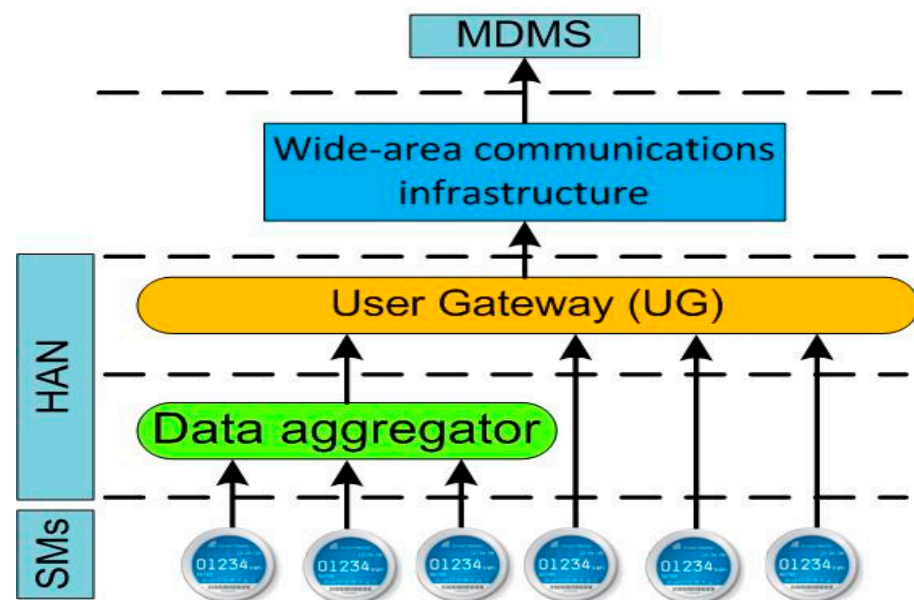 MDMS
Wide-area communications
infrastructure
User Gateway (UG)
HAN
Data aggregator
SMs
01234
01234
01234
01234
01234
01234